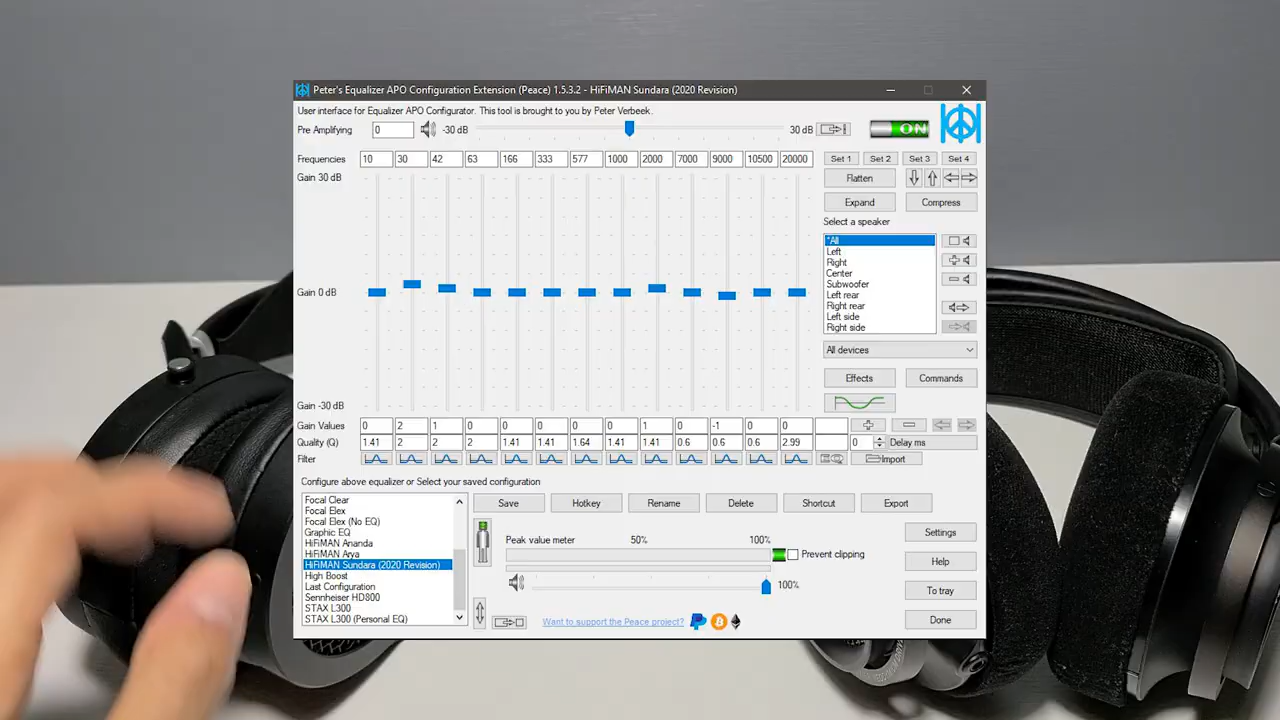 Peter's Equalizer APO Configuration Extension (Peace) 1.5.3.2 - HiFiMAN Sundara (2020 Revision)
User interface for Equalizer APO Configurator. This tool is brought to you by Peter Verbeek.
Pre Amplifying 0 -30 dB 30 dB ON
Frequencies 10 30 42 63 166 333 577 1000 2000 7000 9000 10500 20000 Set 1 Set 2 Set 3 Set 4
Gain 30 dB Flatten
Expand Compress
Select a speaker
*All
Left
Right
Center
Subwoofer
Gain 0 dB
Left rear
Right rear
Left side
Right side
All devices
Effects Commands
Gain -30 dB
Gain Values 0 2 1 0 0 0 0 0 1 0 -1 0 0
Quality (Q) 1.41 2 2 2 1.41 1.41 1.64 1.41 1.41 0.6 0.6 0.6 2.99 0 Delay ms
Filter Import
Configure above equalizer or Select your saved configuration
Focal Clear
Focal Elex
Focal Elex (No EQ)
Graphic EQ
HiFiMAN Ananda
HiFiMAN Arya
HiFiMAN Sundara (2020 Revision)
High Boost
Last Configuration
Sennheiser HD800
STAX L300
STAX L300 (Personal EQ)
Save Hotkey Rename Delete Shortcut Export
Peak value meter 50% 100%
Prevent clipping
100%
Want to support the Peace project?
Settings
Help
To tray
Done